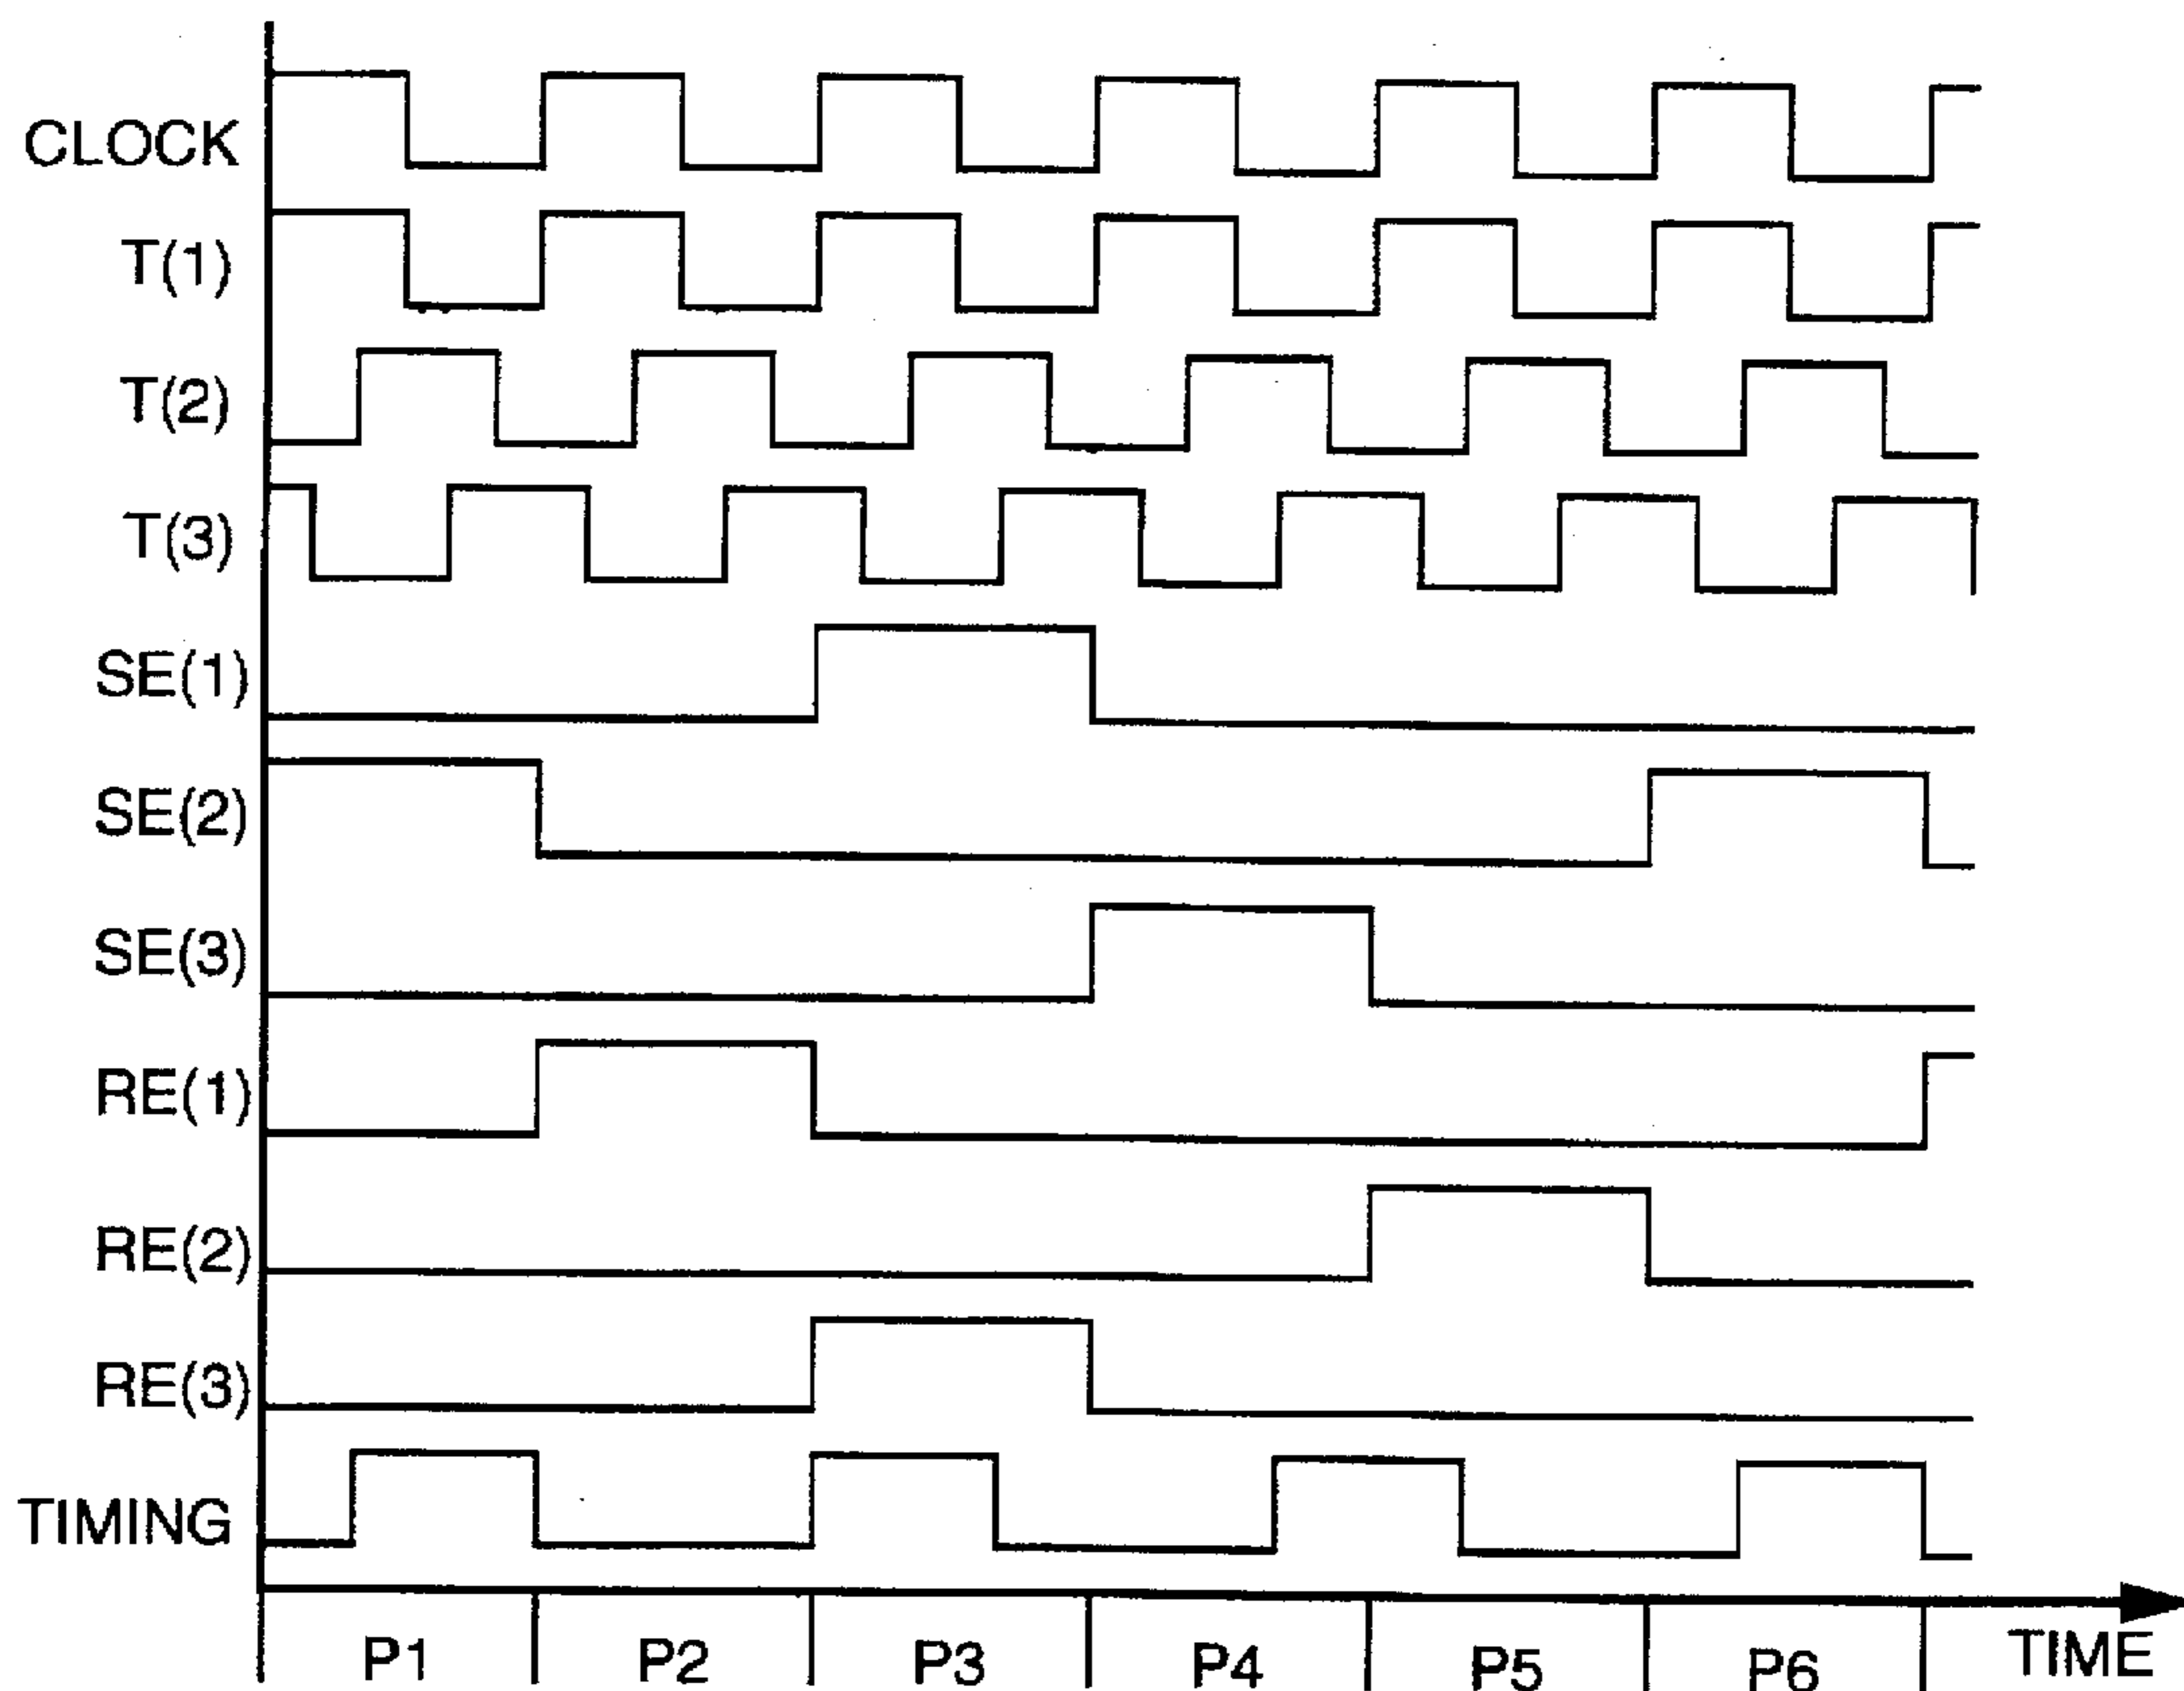 CLOCK
T(1)
T(2)
T(3)
SE(1)
SE(2)
SE(3)
RE(1)
RE(2)
RE(3)
TIMING
P1 P2 P3 P4 P5 P6 TIME